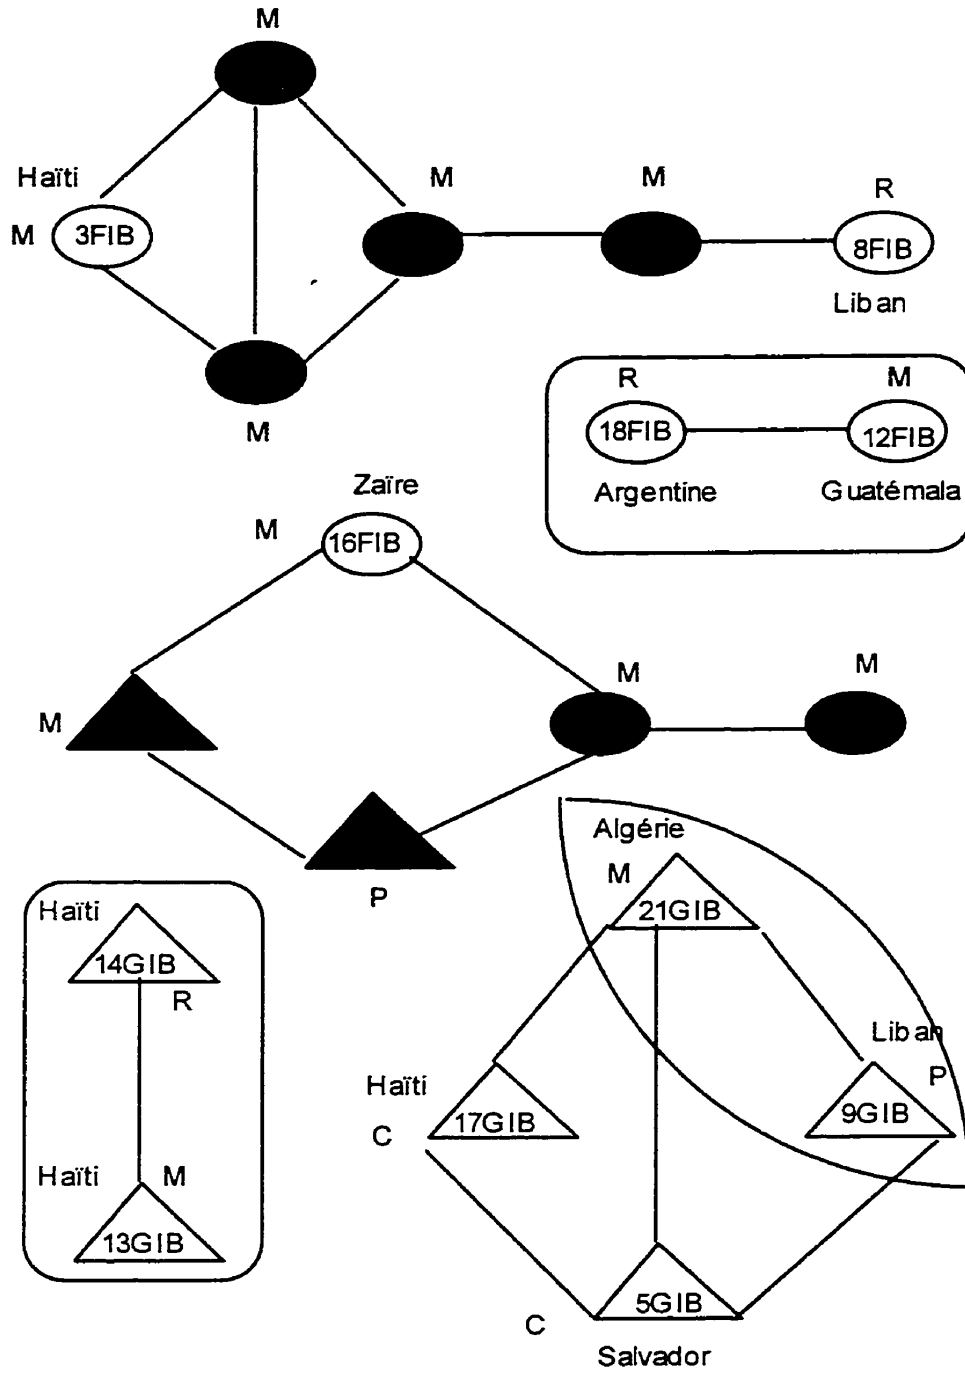 M
Haïti
M
3FIB
M
M
R
8FIB
Liban
M
R
M
18FIB
12FIB
Argentine
Guatémala
Zaïre
M
16FIB
M
M
M
P
Algérie
M
21GIB
Haïti
14GIB
R
Liban
P
Haïti
17GIB
9GIB
C
Haïti
M
13GIB
5GIB
C
Salvador